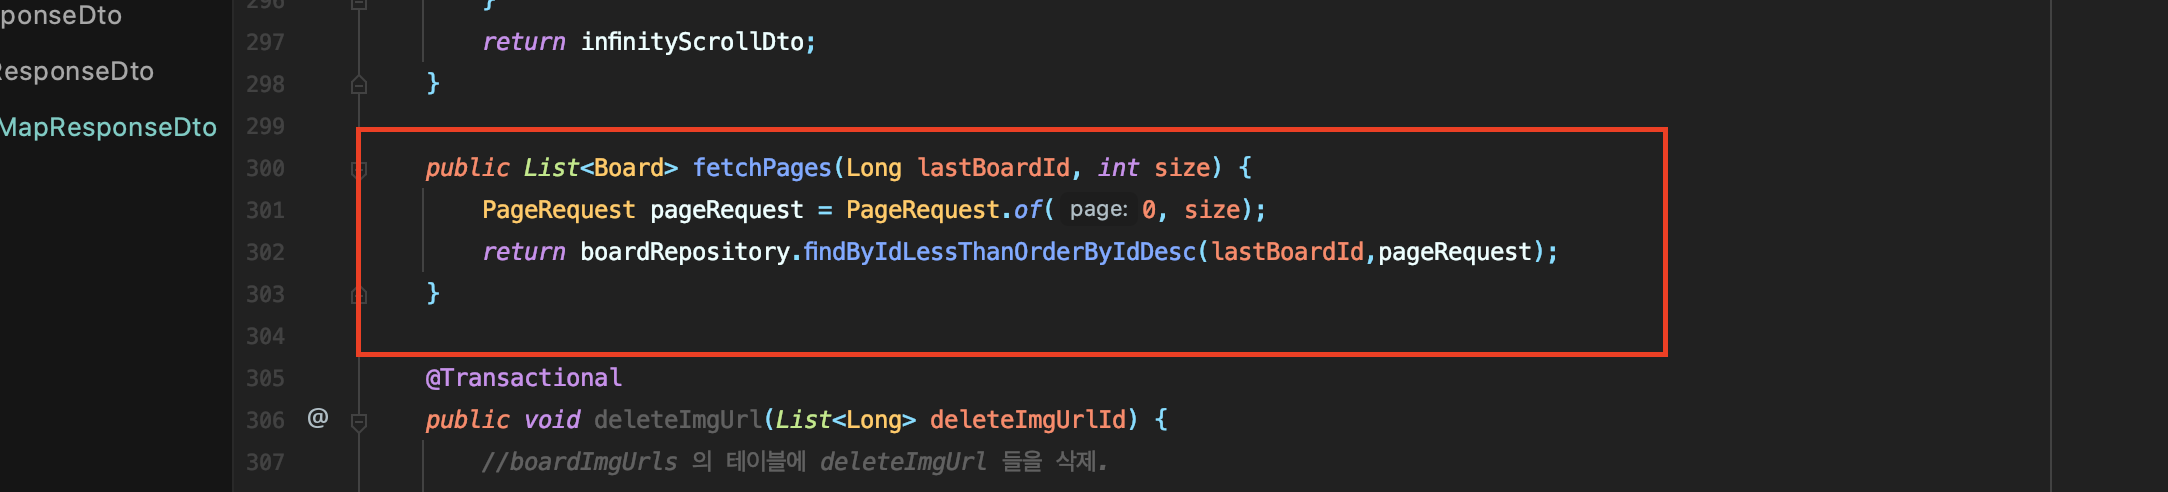 ponseDto
ResponseDto
MapResponseDto
296 }
297 return infinityScrollDto;
298 }
299
300 public List<Board> fetchPages(Long lastBoardId, int size) {
301 PageRequest pageRequest = PageRequest.of( page: 0, size);
302 return boardRepository.findByIdLessThanOrderByIdDesc(lastBoardId,pageRequest);
303 }
304
305 @Transactional
306 @ public void deleteImgUrl(List<Long> deleteImgUrlId) {
307 //boardImgUrls 의 테이블에 deleteImgUrl 들을 삭제.